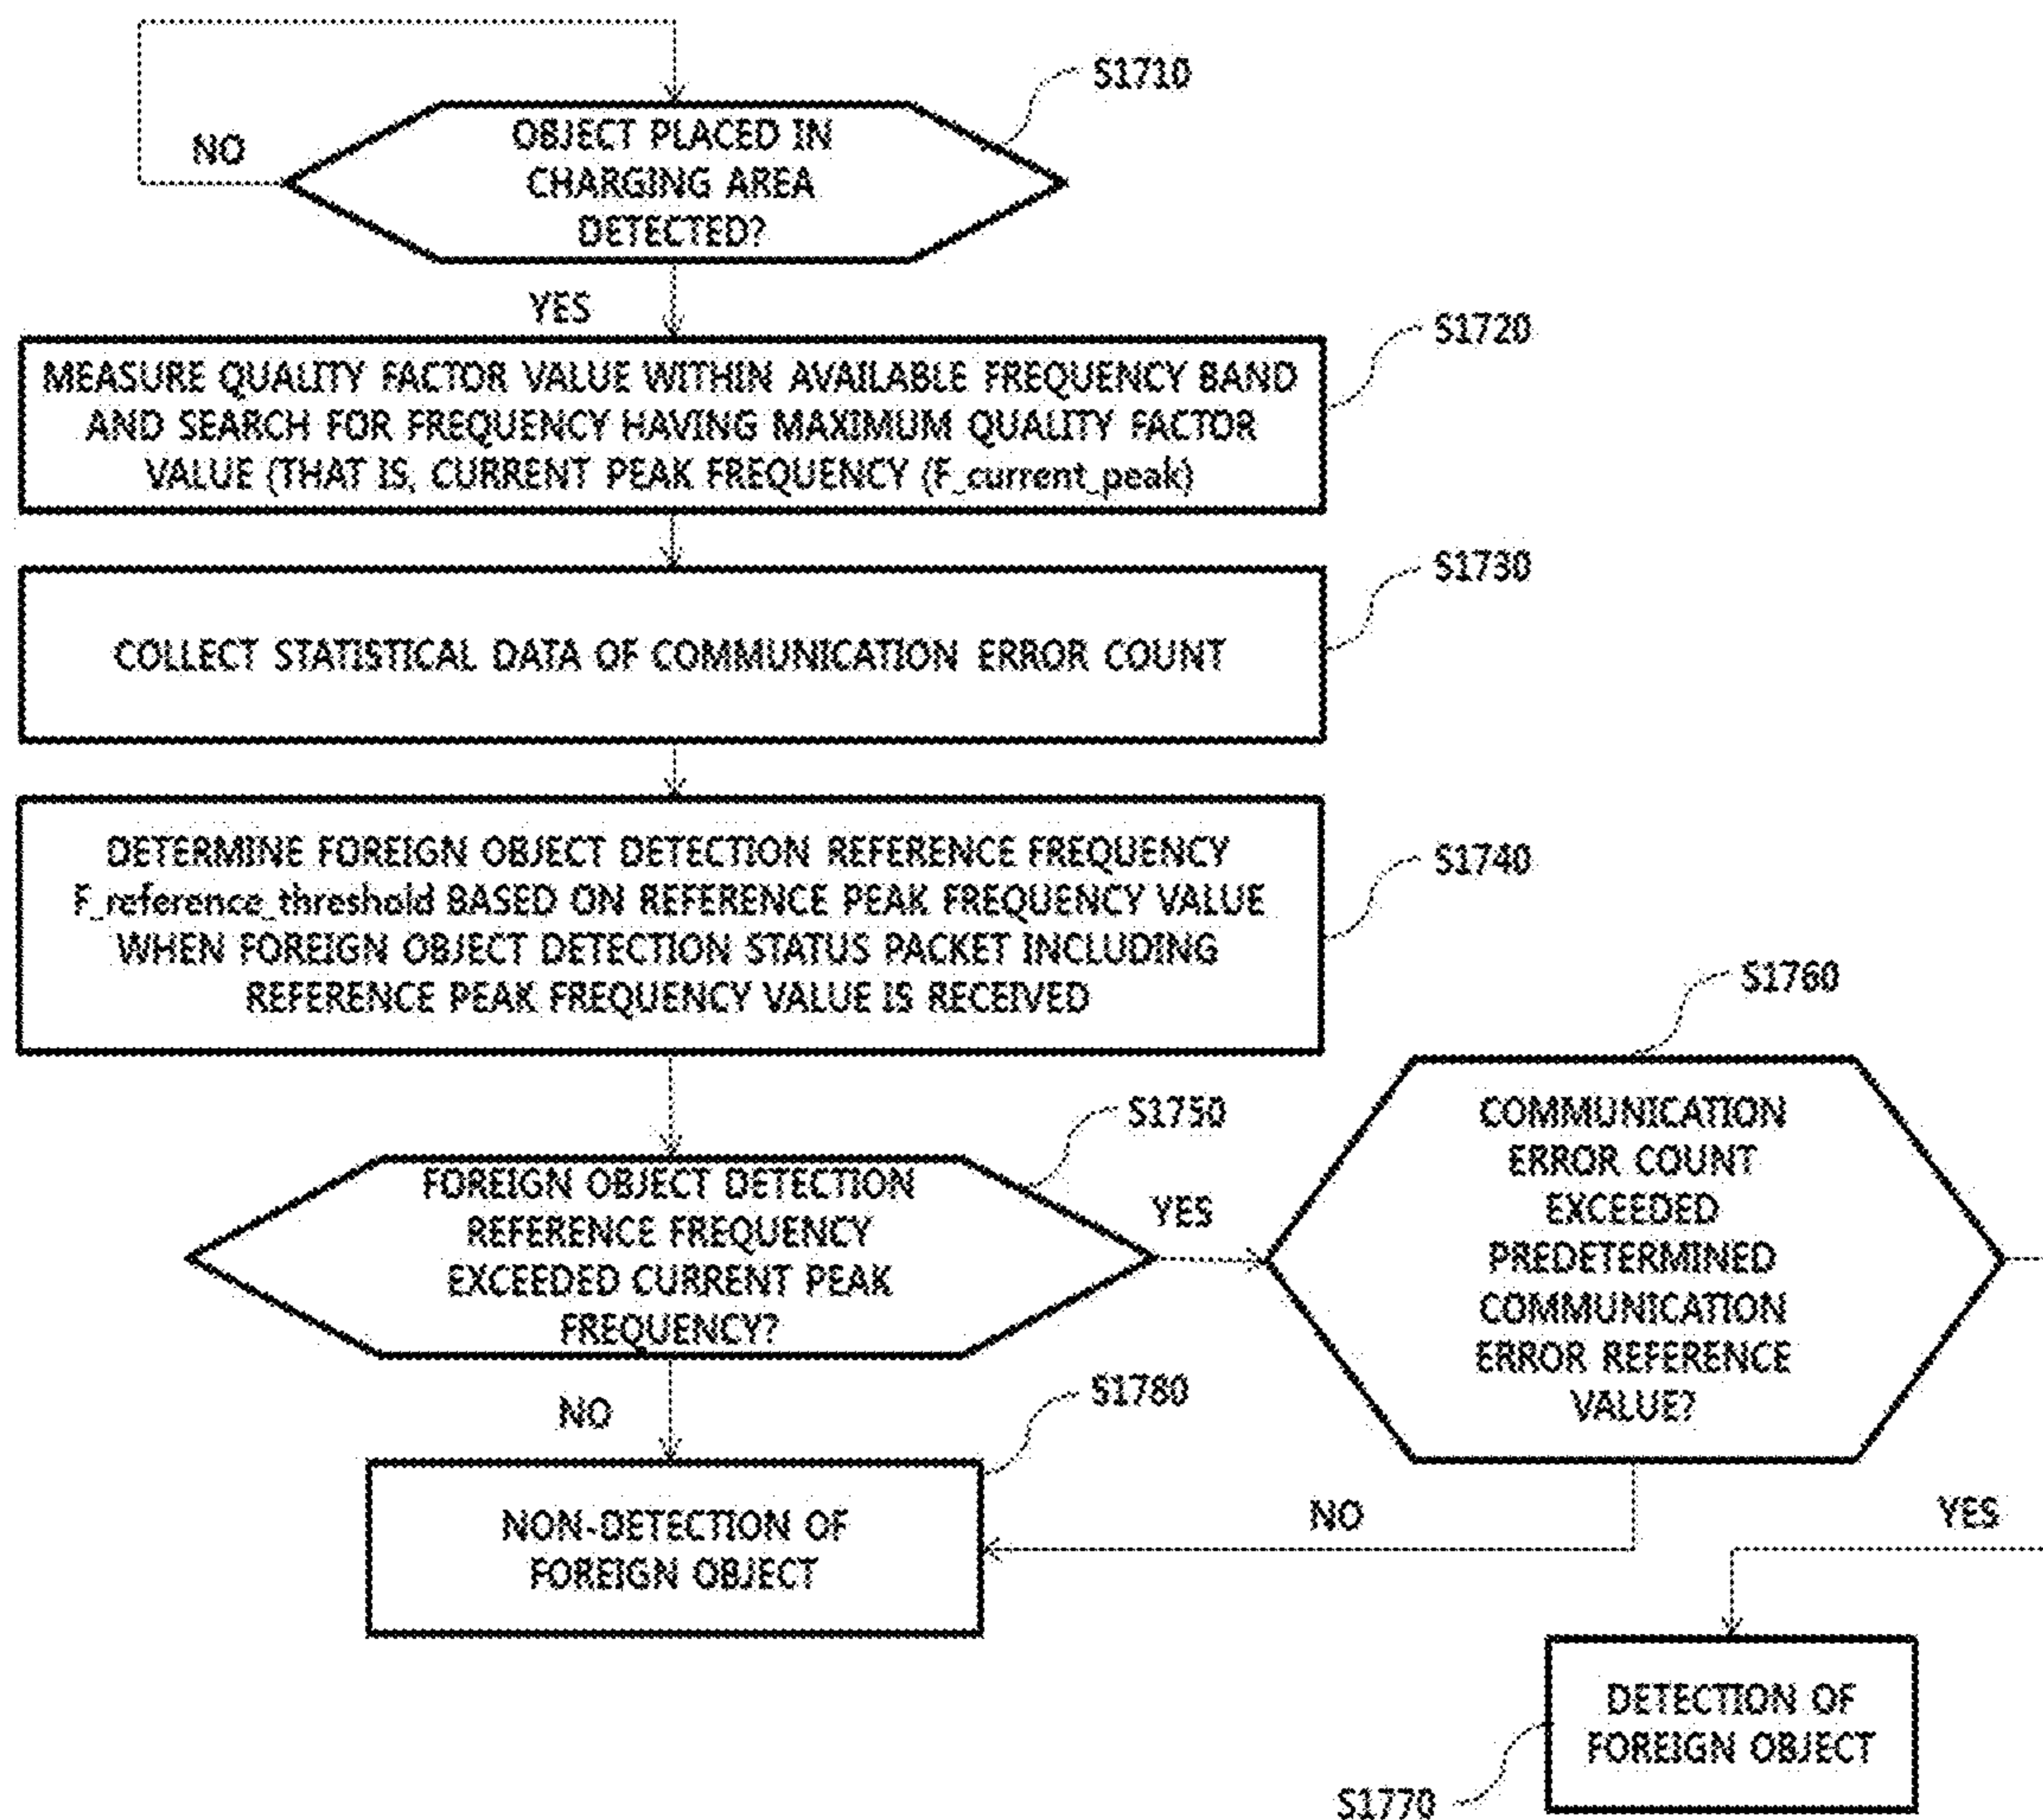 S1710
OBJECT PLACED IN
CHARGING AREA
DETECTED?
NO
YES
S1720
MEASURE QUALITY FACTOR VALUE WITHIN AVAILABLE FREQUENCY BAND
AND SEARCH FOR FREQUENCY HAVING MAXIMUM QUALITY FACTOR
VALUE (THAT IS, CURRENT PEAK FREQUENCY (F_current_peak)
S1730
COLLECT STATISTICAL DATA OF COMMUNICATION ERROR COUNT
S1740
DETERMINE FOREIGN OBJECT DETECTION REFERENCE FREQUENCY
F_reference_threshold BASED ON REFERENCE PEAK FREQUENCY VALUE
WHEN FOREIGN OBJECT DETECTION STATUS PACKET INCLUDING
REFERENCE PEAK FREQUENCY VALUE IS RECEIVED
S1750
FOREIGN OBJECT DETECTION
REFERENCE FREQUENCY
EXCEEDED CURRENT PEAK
FREQUENCY?
YES
NO
S1760
COMMUNICATION
ERROR COUNT
EXCEEDED
PREDETERMINED
COMMUNICATION
ERROR REFERENCE
VALUE?
NO
YES
S1780
NON-DETECTION OF
FOREIGN OBJECT
DETECTION OF
FOREIGN OBJECT
S1770